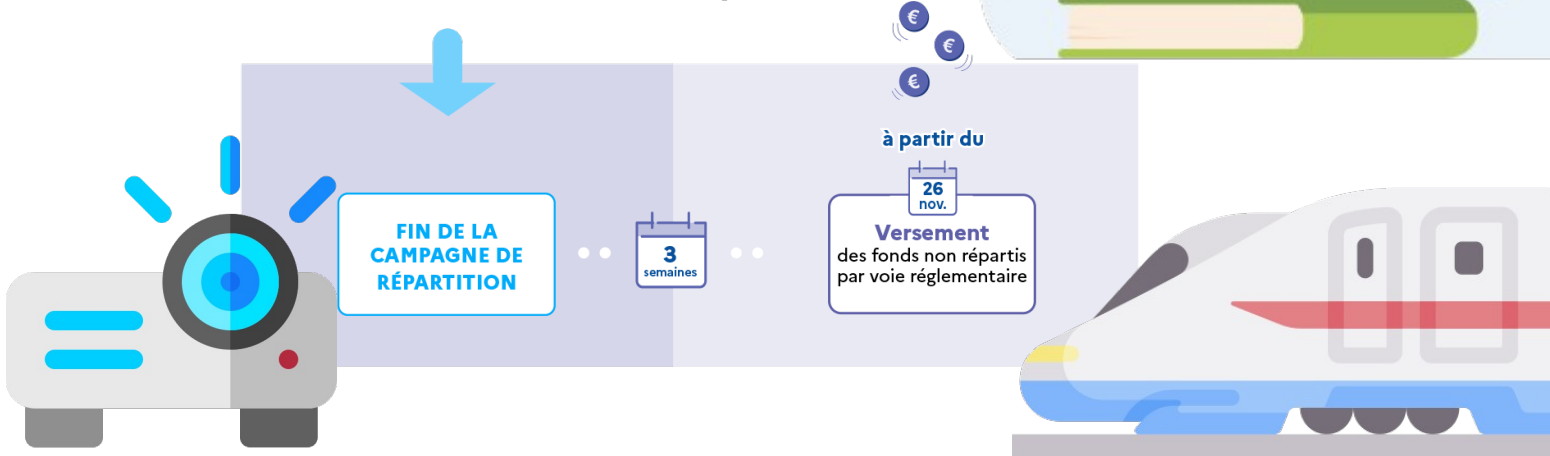 €
€
€
à partir du
26
nov.
FIN DE LA
CAMPAGNE DE
RÉPARTITION
3
semaines
Versement
des fonds non répartis
par voie réglementaire